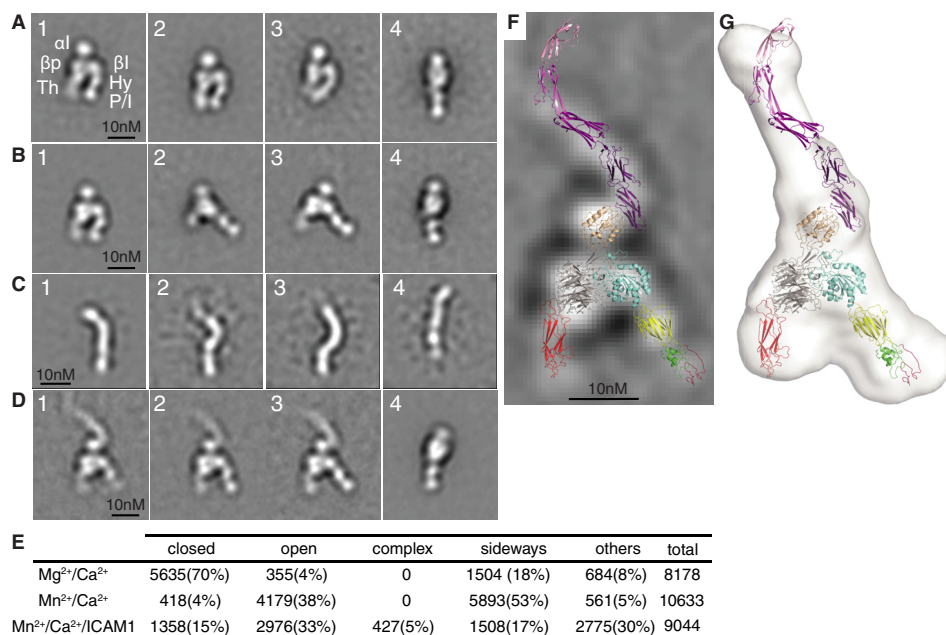 A 1 2 3 4
αI
βp βI
Th Hy
P/I
10nM
B 1 2 3 4
C 1 2 3 4
10nM
D 1 2 3 4
10nM
F G
10nM
E closed open complex sideways others total
Mg²⁺/Ca²⁺ 5635(70%) 355(4%) 0 1504 (18%) 684(8%) 8178
Mn²⁺/Ca²⁺ 418(4%) 4179(38%) 0 5893(53%) 561(5%) 10633
Mn²⁺/Ca²⁺/ICAM1 1358(15%) 2976(33%) 427(5%) 1508(17%) 2775(30%) 9044